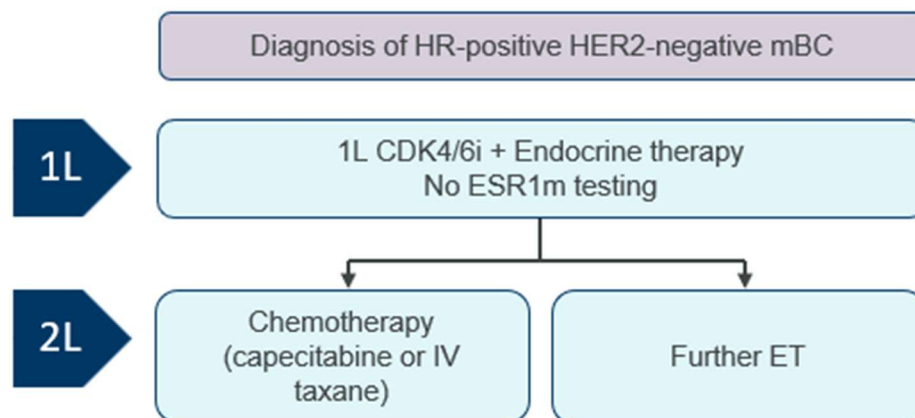 Diagnosis of HR-positive HER2-negative mBC
1L
1L CDK4/6i + Endocrine therapy
No ESR1m testing
2L
Chemotherapy
(capecitabine or IV
taxane)
Further ET